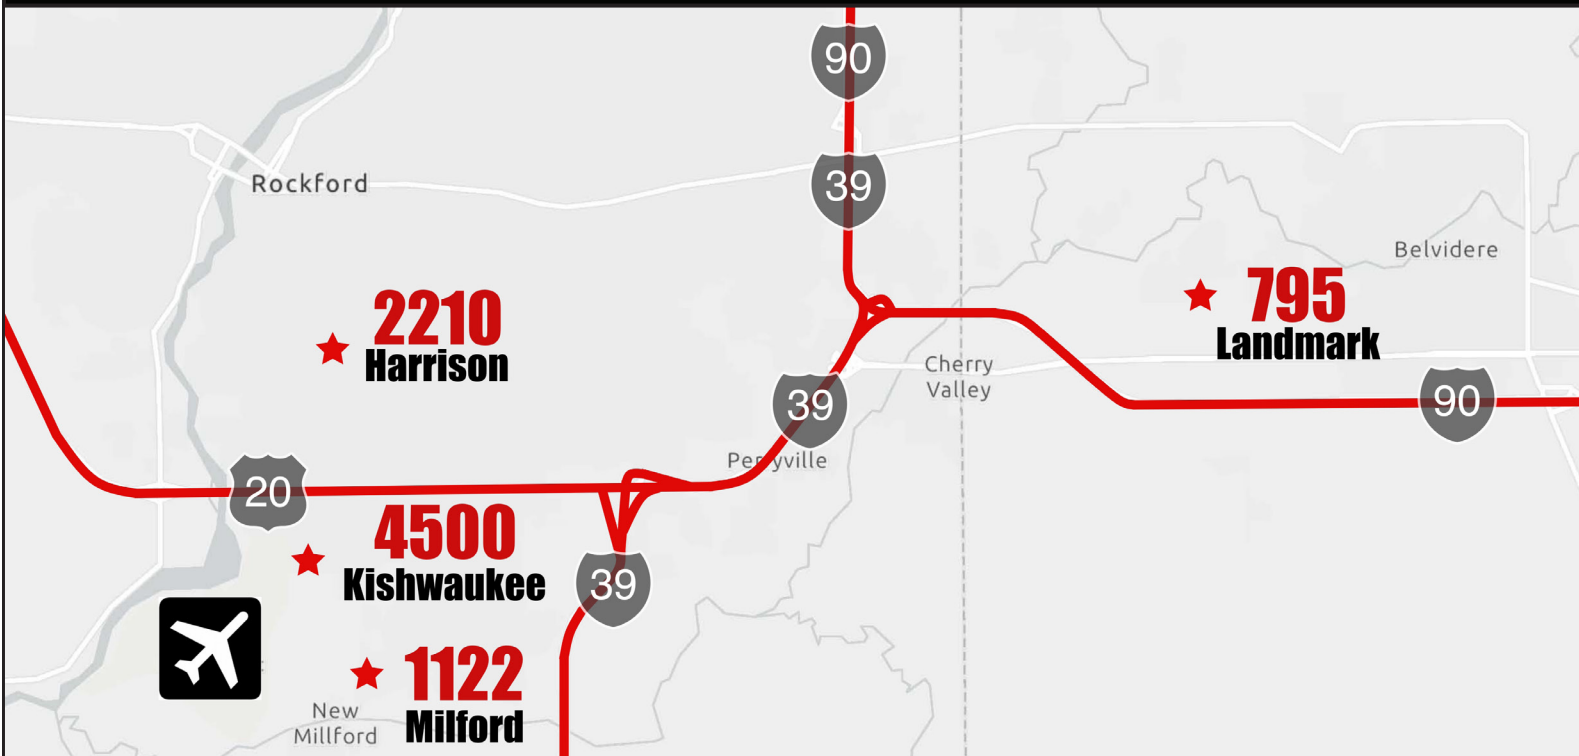 90
39
Rockford
Belvidere
2210
Harrison
795
Landmark
Cherry
Valley
39
90
Perryville
20
4500
Kishwaukee
39
1122
Milford
New
Millford